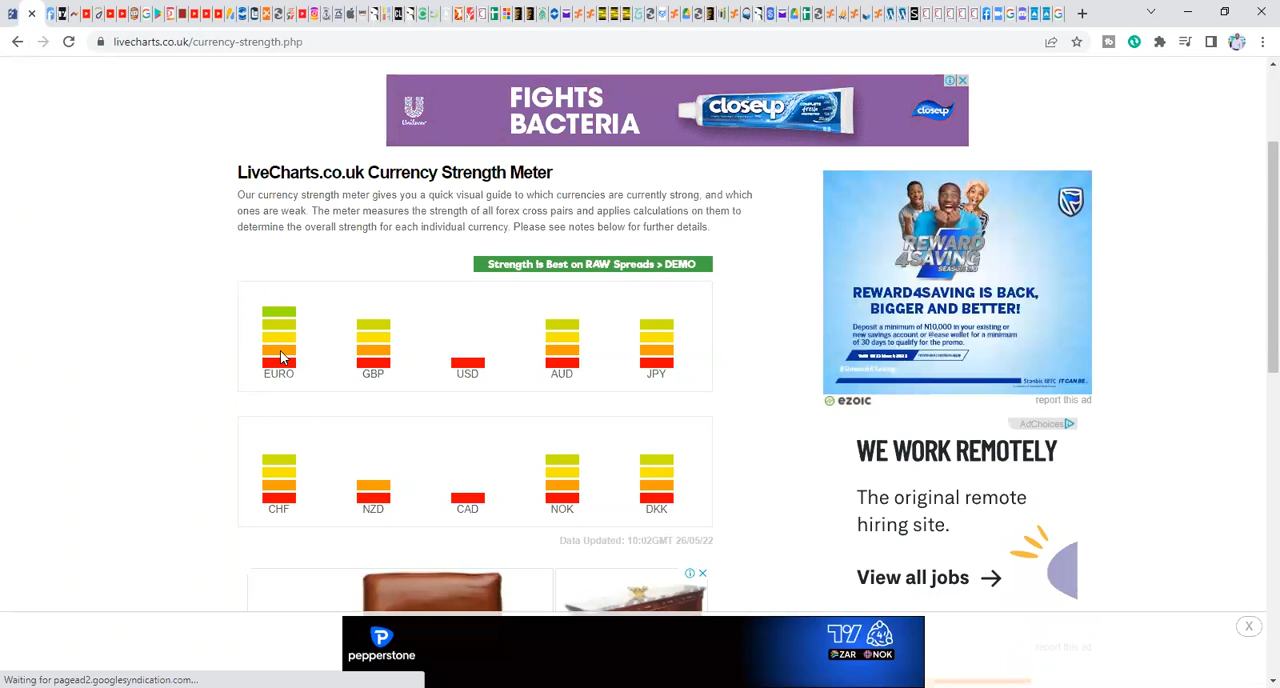 livecharts.co.uk/currency-strength.php
Unilever
FIGHTS
BACTERIA
closeup
closeup
LiveCharts.co.uk Currency Strength Meter
Our currency strength meter gives you a quick visual guide to which currencies are currently strong, and which
ones are weak. The meter measures the strength of all forex cross pairs and applies calculations on them to
determine the overall strength for each individual currency. Please see notes below for further details.
Strength is Best on RAW Spreads > DEMO
EURO GBP USD AUD JPY
CHF NZD CAD NOK DKK
Data Updated: 10:02GMT 26/05/22
REWARD
4SAVING
REWARD4SAVING IS BACK,
BIGGER AND BETTER!
Deposit a minimum of N10,000 in your existing or
new savings account or @ease wallet for a minimum
of 30 days to qualify for the promo.
Stanbic IBTC IT CAN BE.
ezoic
report this ad
AdChoices
WE WORK REMOTELY
The original remote
hiring site.
View all jobs →
pepperstone
ZAR NOK
X
report this ad
Waiting for pagead2.googlesyndication.com...